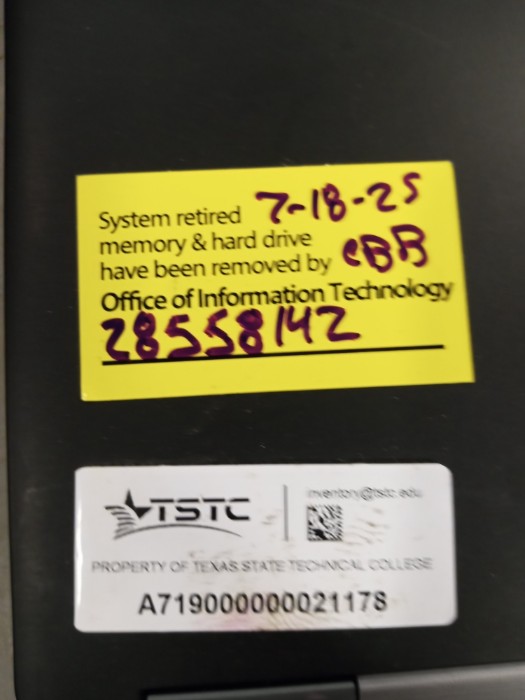 System retired 7-18-25
memory & hard drive
have been removed by eBB
Office of Information Technology
28558142
TSTC
inventory@tstc.edu
PROPERTY OF TEXAS STATE TECHNICAL COLLEGE
A719000000021178